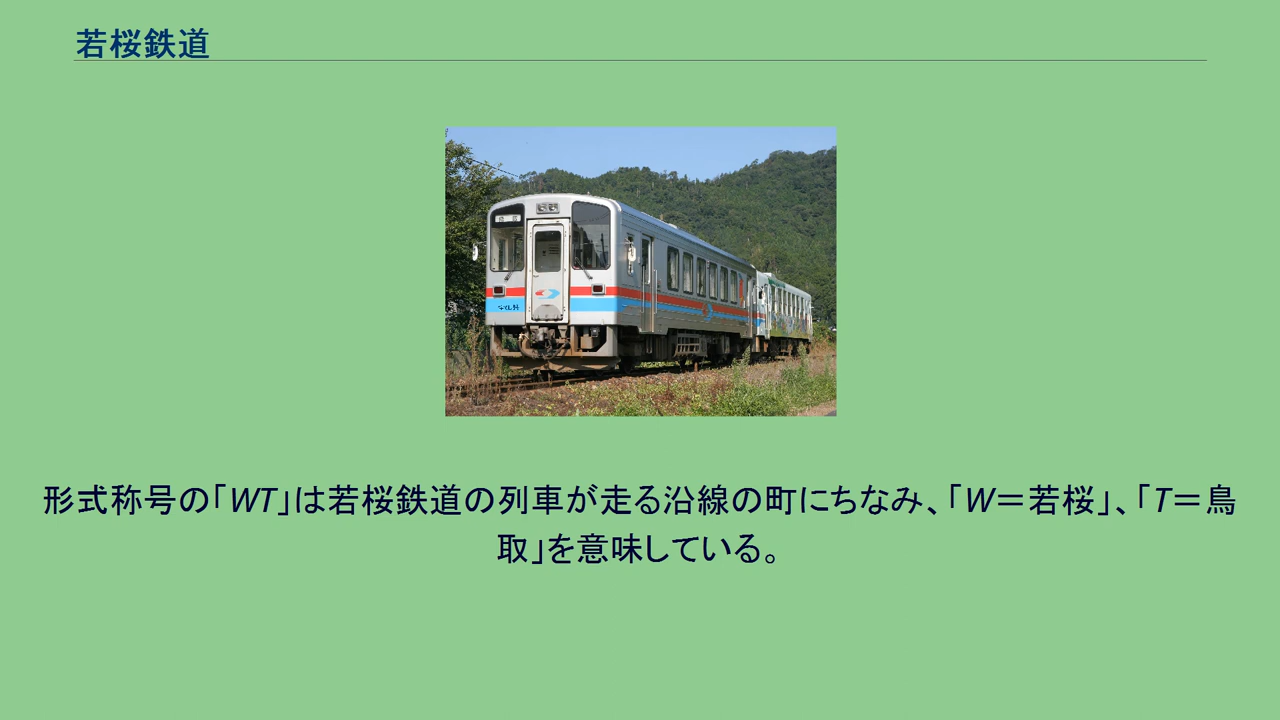 若桜鉄道
形式称号の「WT」は若桜鉄道の列車が走る沿線の町にちなみ、「W＝若桜」、「T＝鳥
取」を意味している。